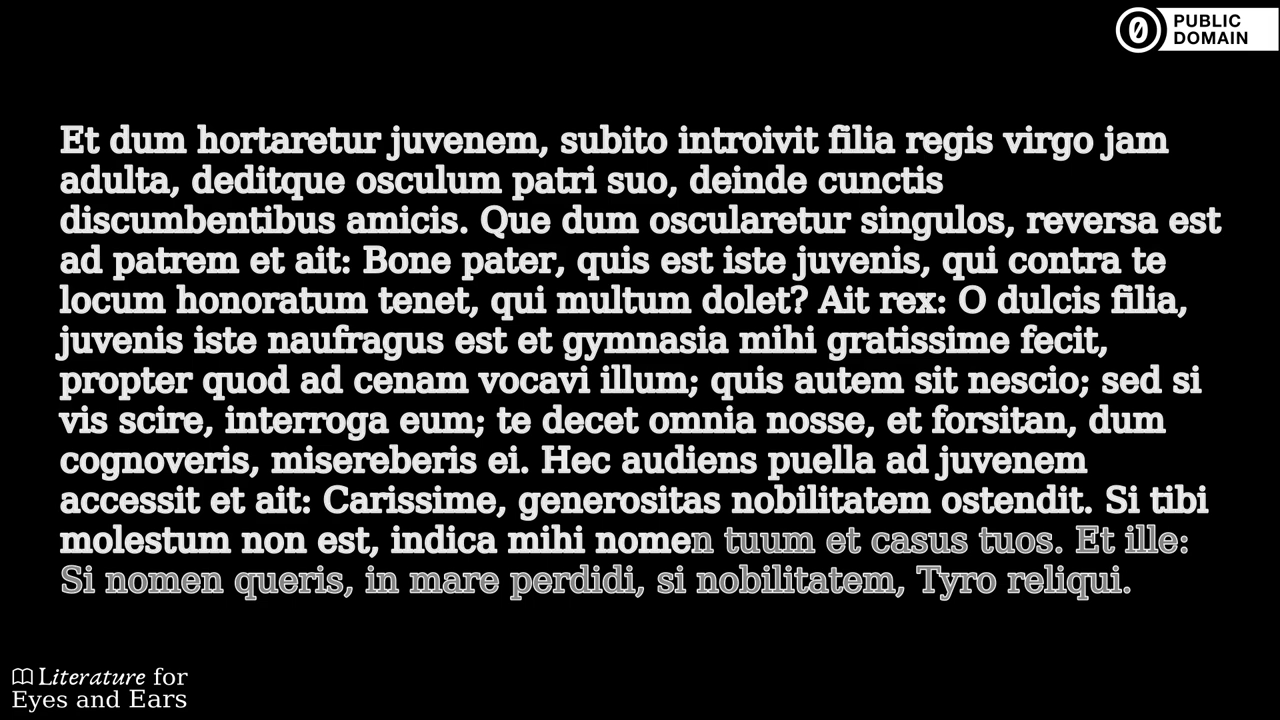 PUBLIC
DOMAIN
Et dum hortaretur juvenem, subito introivit filia regis virgo jam
adulta, deditque osculum patri suo, deinde cunctis
discumbentibus amicis. Que dum oscularetur singulos, reversa est
ad patrem et ait: Bone pater, quis est iste juvenis, qui contra te
locum honoratum tenet, qui multum dolet? Ait rex: O dulcis filia,
juvenis iste naufragus est et gymnasia mihi gratissime fecit,
propter quod ad cenam vocavi illum; quis autem sit nescio; sed si
vis scire, interroga eum; te decet omnia nosse, et forsitan, dum
cognoveris, misereberis ei. Hec audiens puella ad juvenem
accessit et ait: Carissime, generositas nobilitatem ostendit. Si tibi
molestum non est, indica mihi nomen tuum et casus tuos. Et ille:
Si nomen queris, in mare perdidi, si nobilitatem, Tyro reliqui.
Literature for
Eyes and Ears